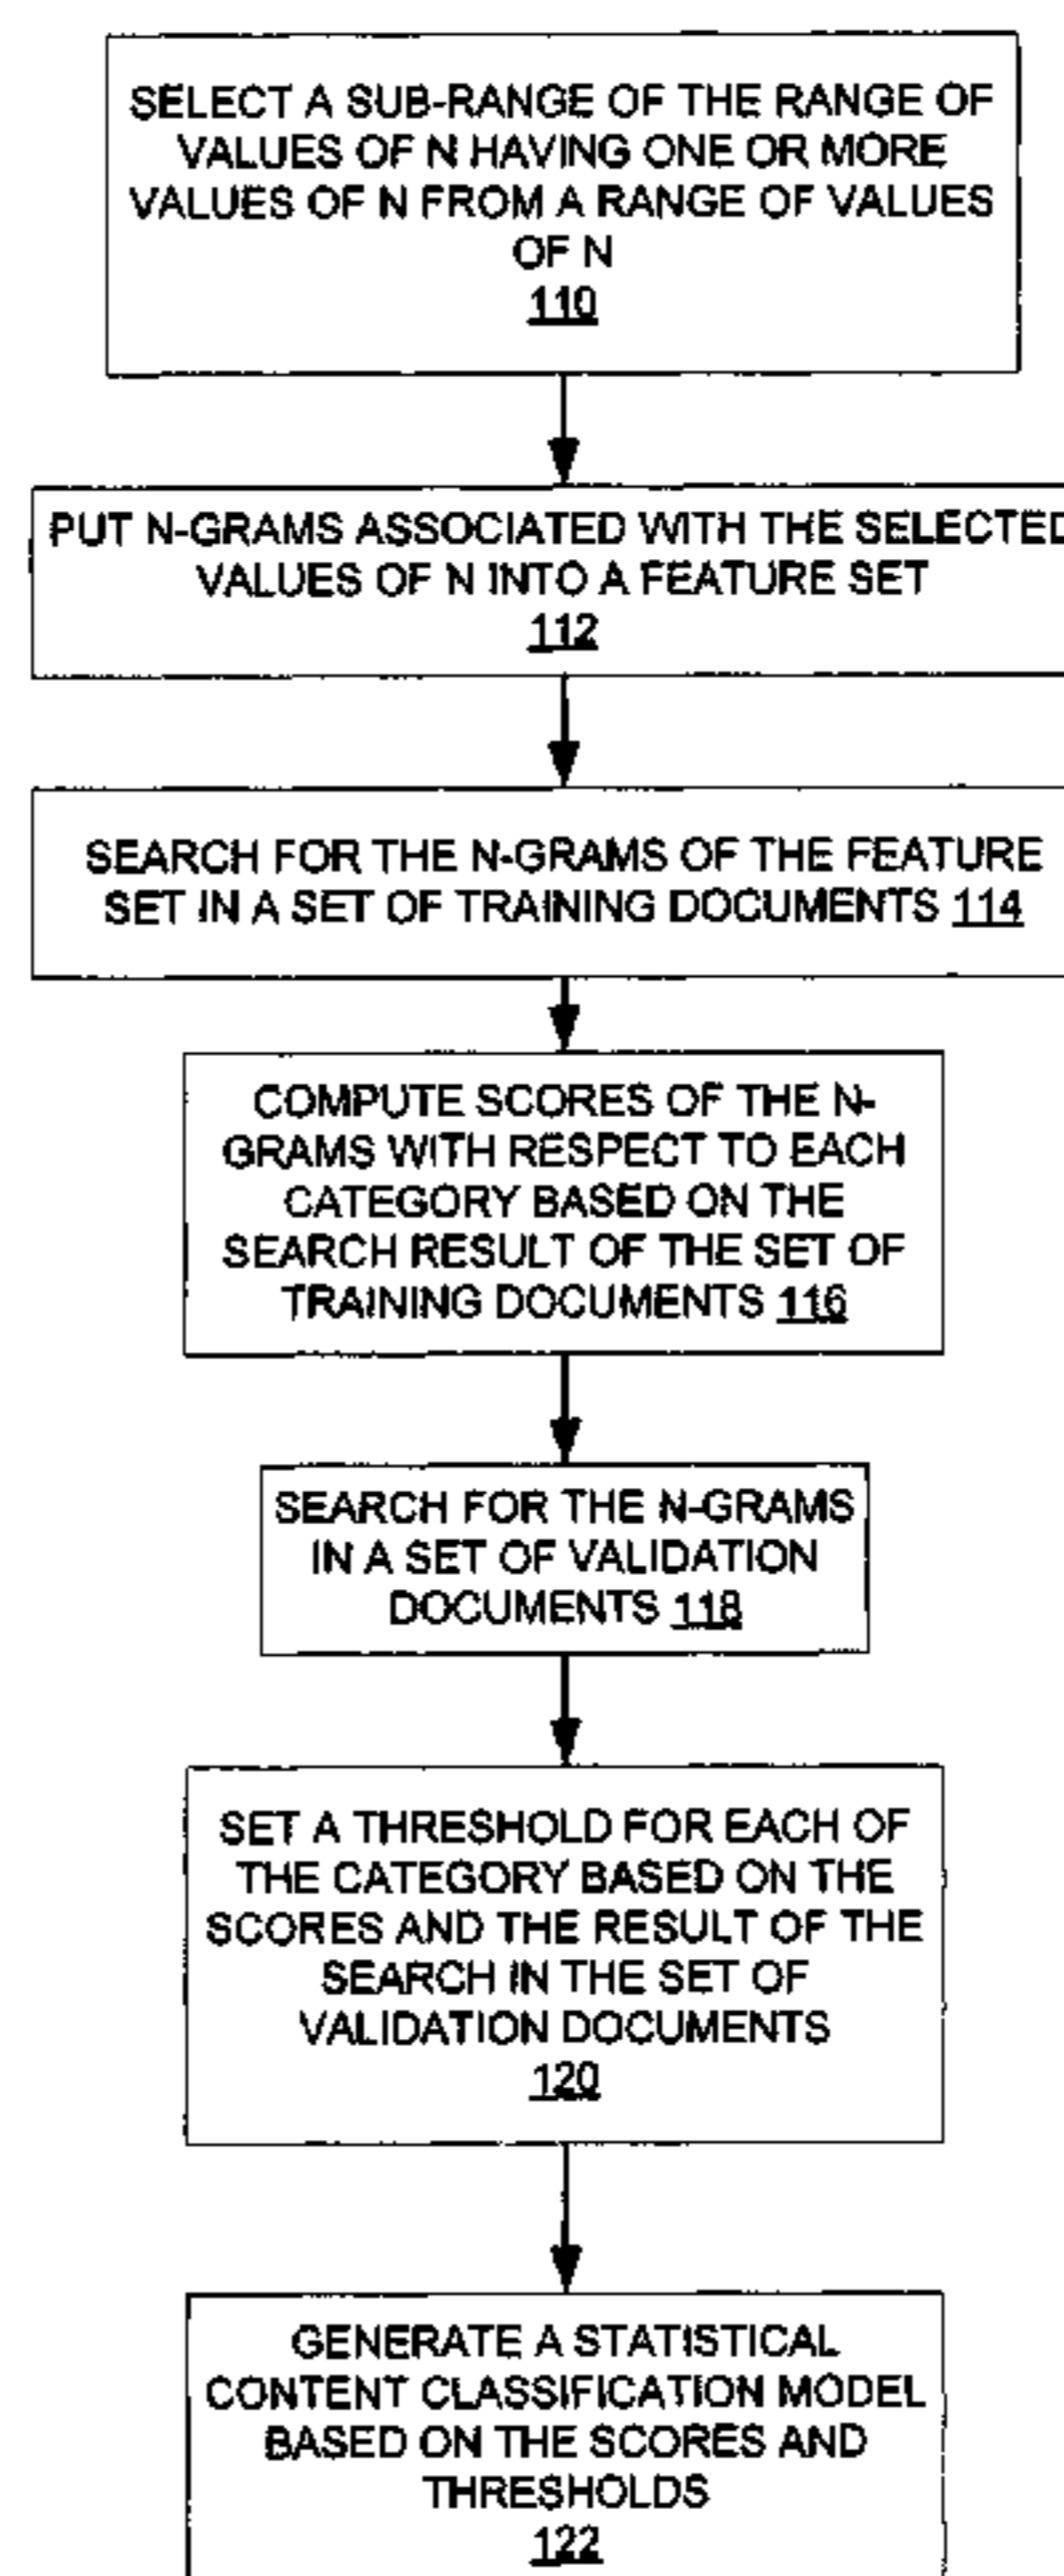 SELECT A SUB-RANGE OF THE RANGE OF
VALUES OF N HAVING ONE OR MORE
VALUES OF N FROM A RANGE OF VALUES
OF N
110
PUT N-GRAMS ASSOCIATED WITH THE SELECTED
VALUES OF N INTO A FEATURE SET
112
SEARCH FOR THE N-GRAMS OF THE FEATURE
SET IN A SET OF TRAINING DOCUMENTS 114
COMPUTE SCORES OF THE N-
GRAMS WITH RESPECT TO EACH
CATEGORY BASED ON THE
SEARCH RESULT OF THE SET OF
TRAINING DOCUMENTS 116
SEARCH FOR THE N-GRAMS
IN A SET OF VALIDATION
DOCUMENTS 118
SET A THRESHOLD FOR EACH OF
THE CATEGORY BASED ON THE
SCORES AND THE RESULT OF THE
SEARCH IN THE SET OF
VALIDATION DOCUMENTS
120
GENERATE A STATISTICAL
CONTENT CLASSIFICATION MODEL
BASED ON THE SCORES AND
THRESHOLDS
122